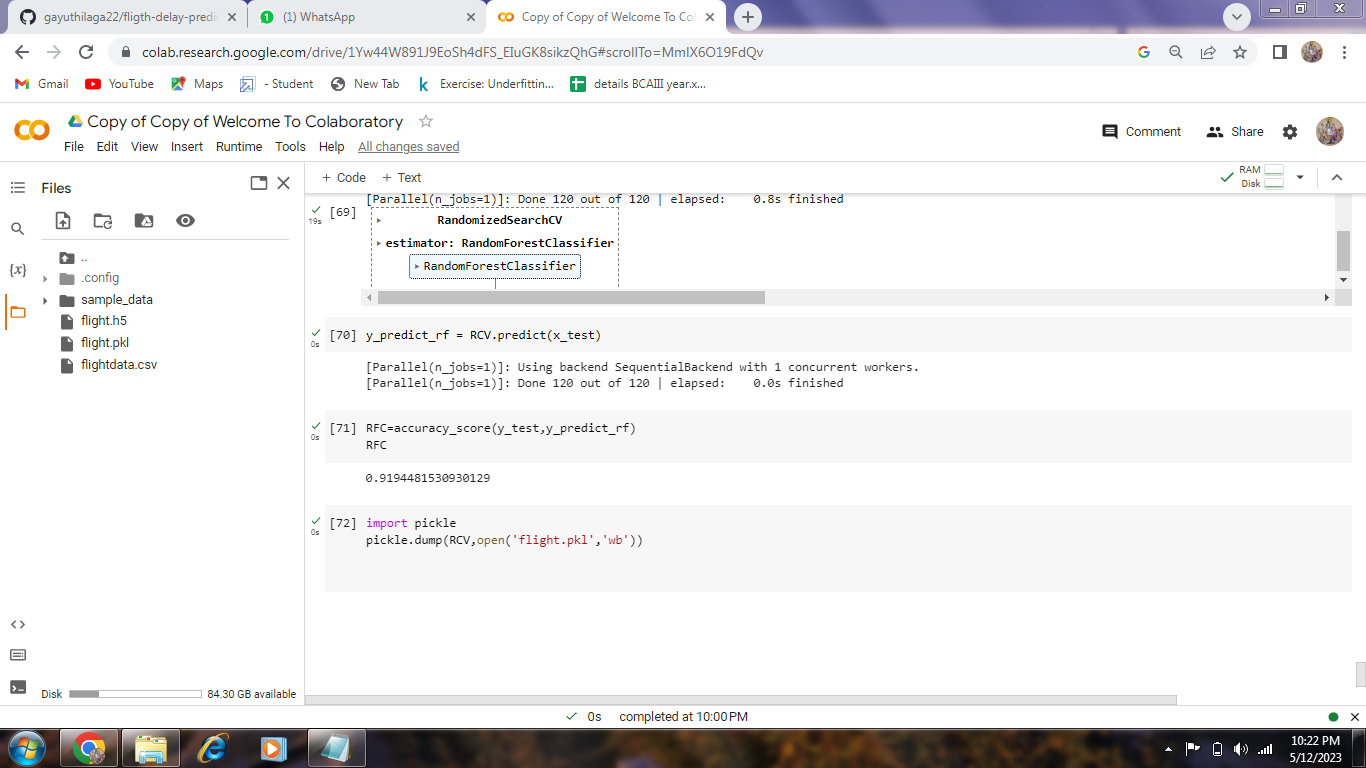 gayuthilaga22/fligth-delay-predi
(1) WhatsApp
Copy of Copy of Welcome To Col
colab.research.google.com/drive/1Yw44W891J9EoSh4dFS_EIuGK8sikzQhG#scrollTo=MmlX6O19FdQv
Gmail YouTube Maps - Student New Tab Exercise: Underfittin... details BCAIII year.x...
Copy of Copy of Welcome To Colaboratory
Comment Share
File Edit View Insert Runtime Tools Help All changes saved
Files
+ Code + Text
RAM
Disk
..
.config
sample_data
flight.h5
flight.pkl
flightdata.csv
[Parallel(n_jobs=1)]: Done 120 out of 120 | elapsed: 0.8s finished
[69]
19s
RandomizedSearchCV
estimator: RandomForestClassifier
RandomForestClassifier
[70] y_predict_rf = RCV.predict(x_test)
0s
[Parallel(n_jobs=1)]: Using backend SequentialBackend with 1 concurrent workers.
[Parallel(n_jobs=1)]: Done 120 out of 120 | elapsed: 0.0s finished
[71] RFC=accuracy_score(y_test,y_predict_rf)
0s
RFC
0.9194481530930129
[72] import pickle
0s
pickle.dump(RCV,open('flight.pkl','wb'))
Disk 84.30 GB available
0s completed at 10:00 PM
10:22 PM
5/12/2023